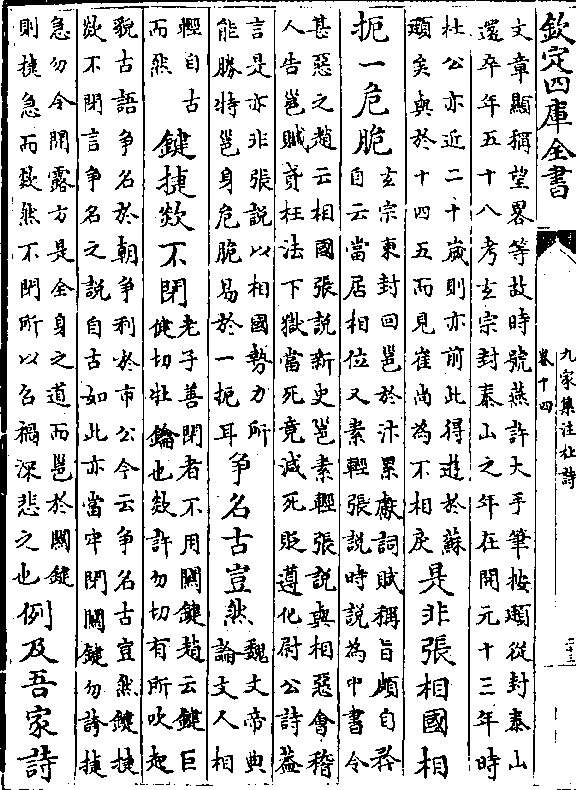 欽定四庫全書
九家集注杜詩
卷十四
文章顯稱望畧等故時號燕許大手筆按頲從封泰山
還卒年五十八考玄宗封泰山之年在開元十三年時
杜公亦近二十歲則亦前此得遊於蘇
頲矣與於十四五而見崔尚為不相戾
是非張相國相
扼一危脆
玄宗東封回邕於汴累獻詞賦稱旨頗自矜
自云當居相位又素輕張說時說為中書令
甚惡之趙云相國張說新史邕素輕張說與相惡會稽
人告邕贓貸枉法下獄當死竟減死貶遵化尉公詩蓋
言是亦非張說以相國勢力所
能勝特邕身危脆易於一扼耳
爭名古豈然
魏文帝典
論文人相
輕自古
而然
鍵捷欻不閉
老子善閉者不用關鍵趙云鍵巨
健切牡鑰也欻許勿切有所吹起
貌古語爭名於朝爭利於市公今云爭名古豈然鍵捷
欻不閉言爭名之說自古如此亦當牢閉關鍵勿誇捷
急勿令開露方是全身之道而邕於關鍵
則捷急而欻然不閉所以召禍深悲之也
例及吾家詩